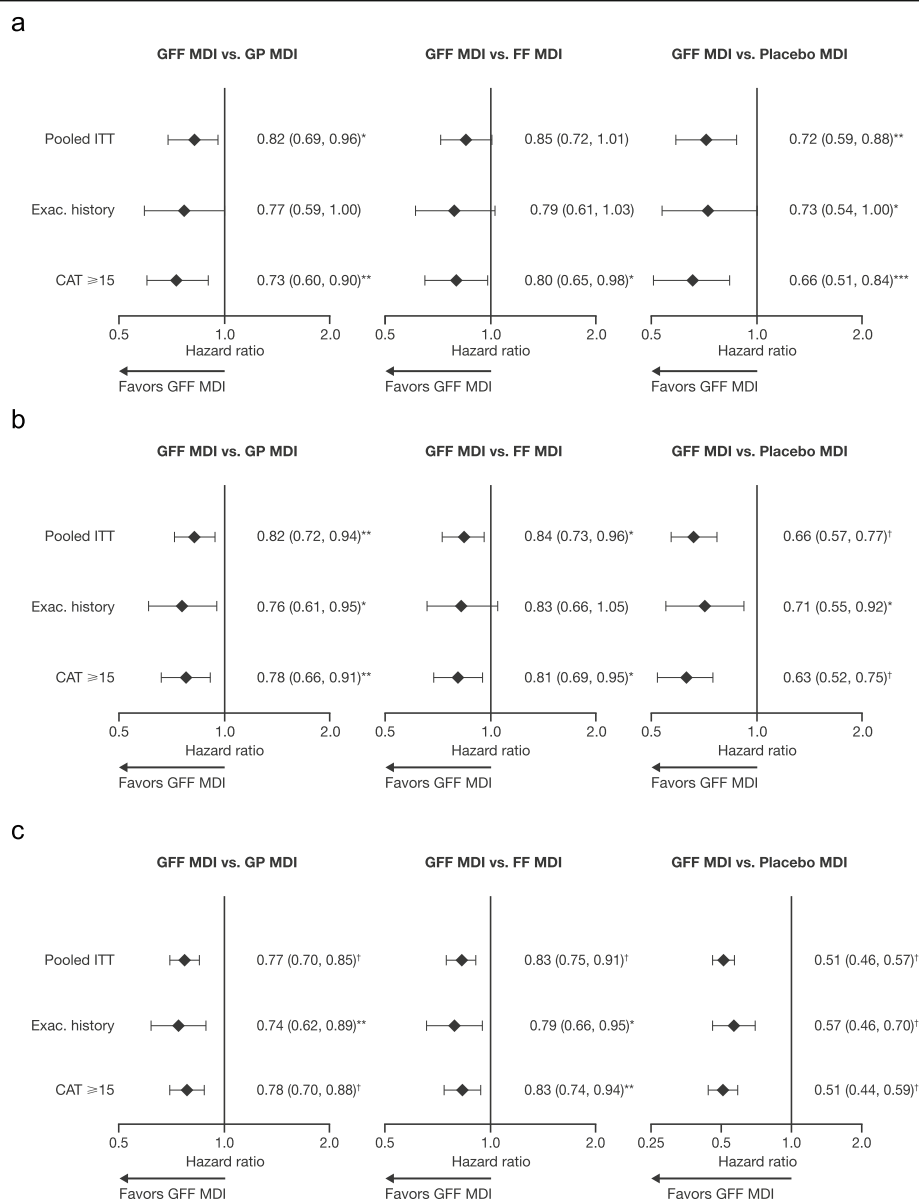 a
GFF MDI vs. GP MDI GFF MDI vs. FF MDI GFF MDI vs. Placebo MDI
Pooled ITT 0.82 (0.69, 0.96)* 0.85 (0.72, 1.01) 0.72 (0.59, 0.88)**
Exac. history 0.77 (0.59, 1.00) 0.79 (0.61, 1.03) 0.73 (0.54, 1.00)*
CAT ⩾15 0.73 (0.60, 0.90)** 0.80 (0.65, 0.98)* 0.66 (0.51, 0.84)***
0.5 1.0 2.0 0.5 1.0 2.0 0.5 1.0 2.0
Hazard ratio Hazard ratio Hazard ratio
Favors GFF MDI Favors GFF MDI Favors GFF MDI
b
GFF MDI vs. GP MDI GFF MDI vs. FF MDI GFF MDI vs. Placebo MDI
Pooled ITT 0.82 (0.72, 0.94)** 0.84 (0.73, 0.96)* 0.66 (0.57, 0.77)†
Exac. history 0.76 (0.61, 0.95)* 0.83 (0.66, 1.05) 0.71 (0.55, 0.92)*
CAT ⩾15 0.78 (0.66, 0.91)** 0.81 (0.69, 0.95)* 0.63 (0.52, 0.75)†
0.5 1.0 2.0 0.5 1.0 2.0 0.5 1.0 2.0
Hazard ratio Hazard ratio Hazard ratio
Favors GFF MDI Favors GFF MDI Favors GFF MDI
c
GFF MDI vs. GP MDI GFF MDI vs. FF MDI GFF MDI vs. Placebo MDI
Pooled ITT 0.77 (0.70, 0.85)† 0.83 (0.75, 0.91)† 0.51 (0.46, 0.57)†
Exac. history 0.74 (0.62, 0.89)** 0.79 (0.66, 0.95)* 0.57 (0.46, 0.70)†
CAT ⩾15 0.78 (0.70, 0.88)† 0.83 (0.74, 0.94)** 0.51 (0.44, 0.59)†
0.5 1.0 2.0 0.5 1.0 2.0 0.25 0.5 1.0 2.0
Hazard ratio Hazard ratio Hazard ratio
Favors GFF MDI Favors GFF MDI Favors GFF MDI